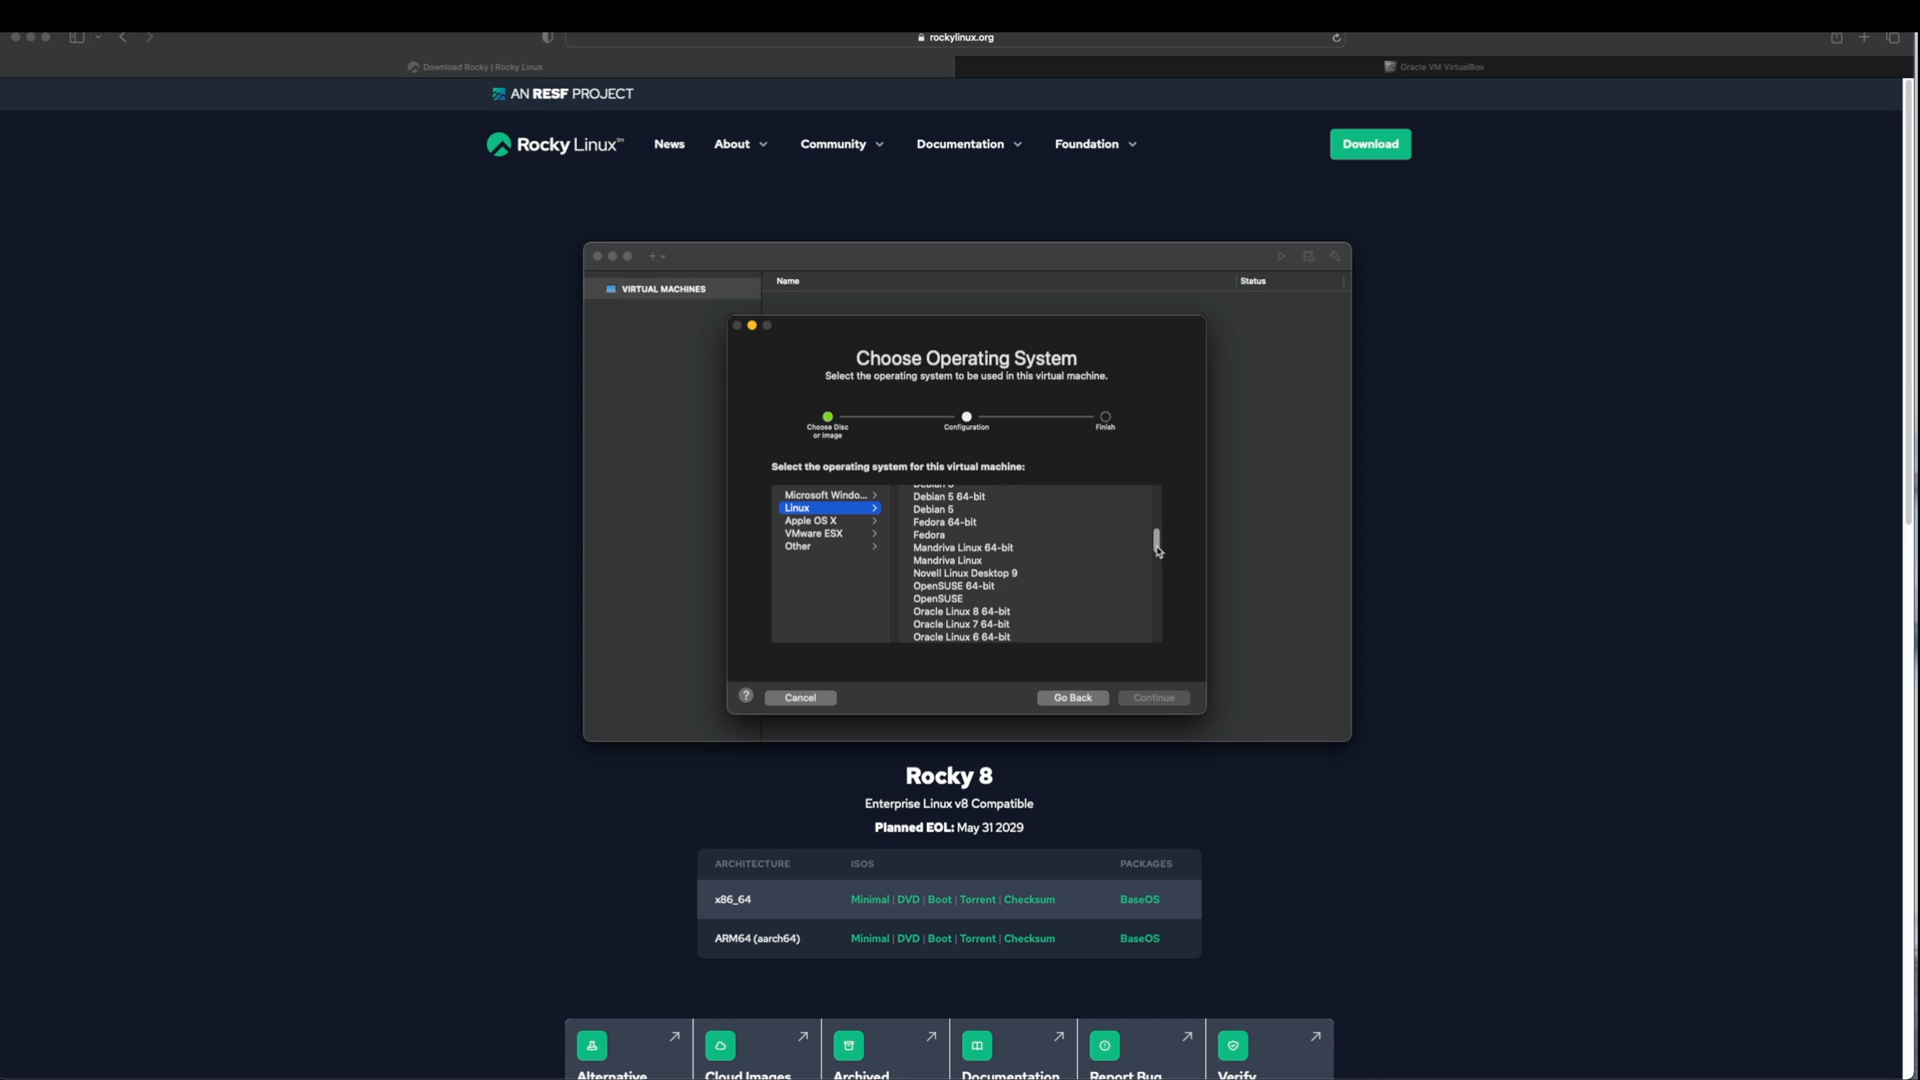 rockylinux.org
Download Rocky | Rocky Linux
Oracle VM VirtualBox
AN RESF PROJECT
Rocky Linux™
News
About
Community
Documentation
Foundation
Download
VIRTUAL MACHINES
Name
Status
Choose Operating System
Select the operating system to be used in this virtual machine.
Choose Disc
or Image
Configuration
Finish
Select the operating system for this virtual machine:
Microsoft Windo...
Linux
Apple OS X
VMware ESX
Other
Debian 5 64-bit
Debian 5
Fedora 64-bit
Fedora
Mandriva Linux 64-bit
Mandriva Linux
Novell Linux Desktop 9
OpenSUSE 64-bit
OpenSUSE
Oracle Linux 8 64-bit
Oracle Linux 7 64-bit
Oracle Linux 6 64-bit
?
Cancel
Go Back
Continue
Rocky 8
Enterprise Linux v8 Compatible
Planned EOL: May 31 2029
ARCHITECTURE
ISOS
PACKAGES
x86_64
Minimal | DVD | Boot | Torrent | Checksum
BaseOS
ARM64 (aarch64)
Minimal | DVD | Boot | Torrent | Checksum
BaseOS
Alternative
Cloud Images
Archived
Documentation
Report Bug
Verify